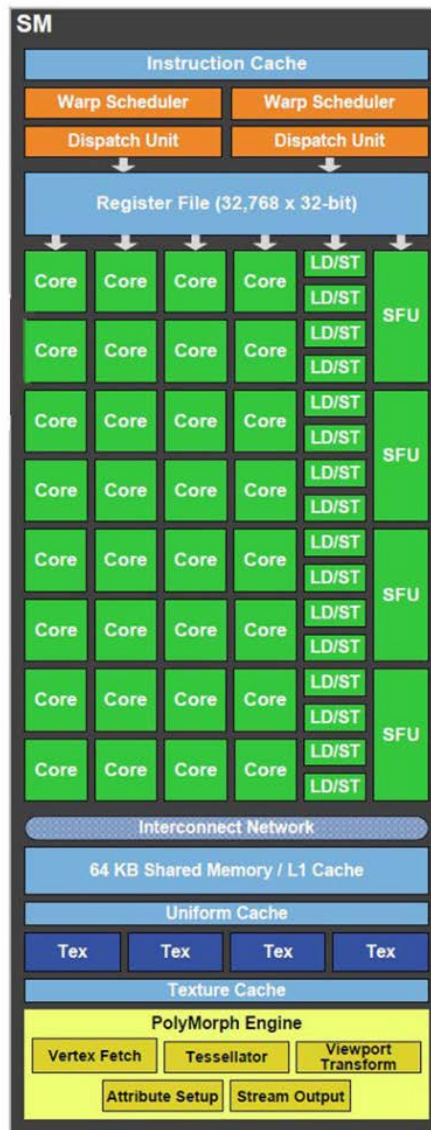 SM
Instruction Cache
Warp Scheduler Warp Scheduler
Dispatch Unit Dispatch Unit
Register File (32,768 x 32-bit)
Core Core Core Core LD/ST SFU
LD/ST
Core Core Core Core LD/ST
LD/ST
Core Core Core Core LD/ST SFU
LD/ST
Core Core Core Core LD/ST
LD/ST
Core Core Core Core LD/ST SFU
LD/ST
Core Core Core Core LD/ST
LD/ST
Core Core Core Core LD/ST SFU
LD/ST
Core Core Core Core LD/ST
LD/ST
Interconnect Network
64 KB Shared Memory / L1 Cache
Uniform Cache
Tex Tex Tex Tex
Texture Cache
PolyMorph Engine
Vertex Fetch Tessellator Viewport
Transform
Attribute Setup Stream Output